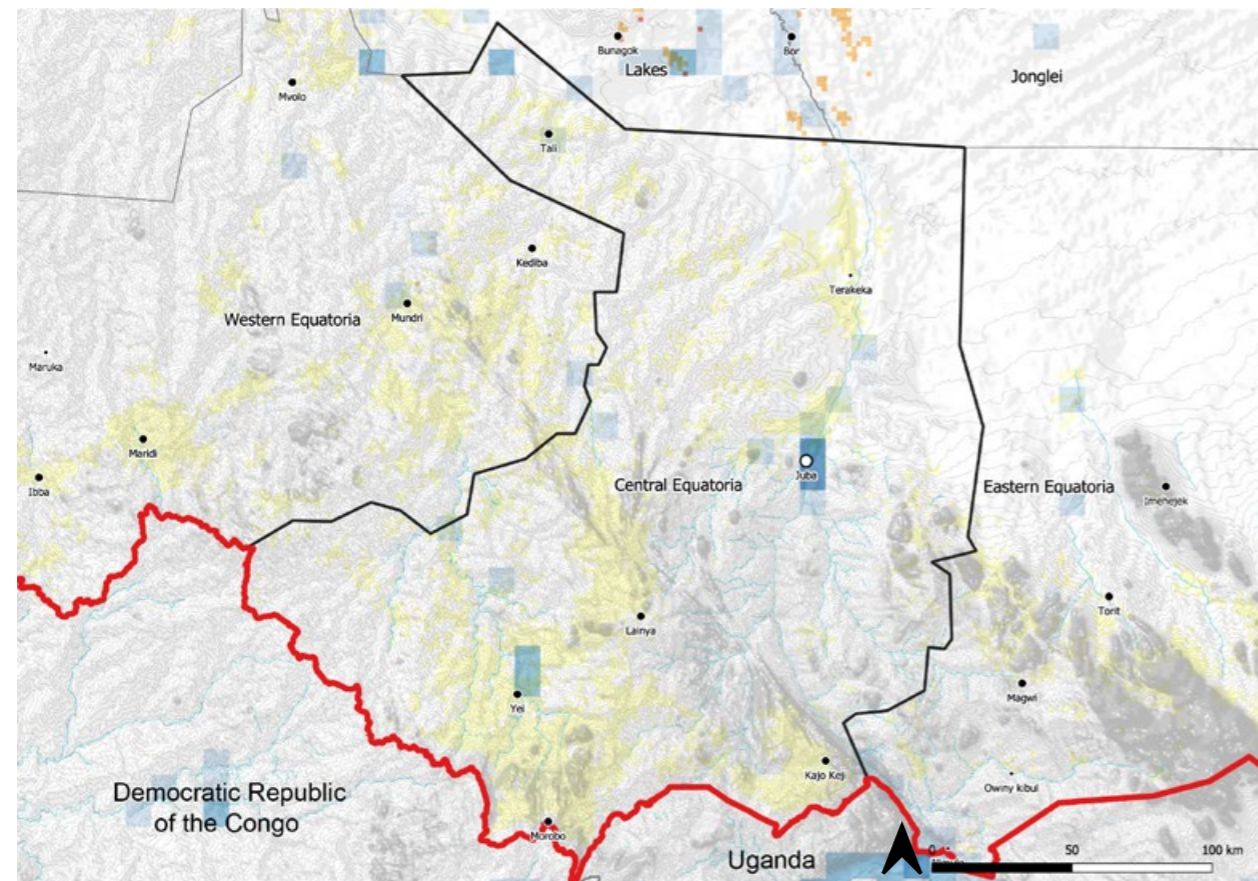 Bunagok
Bor
Lakes
Jonglei
Mvolo
Tali
Kediba
Terakeka
Western Equatoria
Mundri
Maruka
Maridi
Ibba
Juba
Central Equatoria
Eastern Equatoria
Imehejek
Lainya
Torit
Yei
Magwi
Kajo Keji
Owiny kibul
Democratic Republic
of the Congo
Morobo
Uganda
0 50 100 km